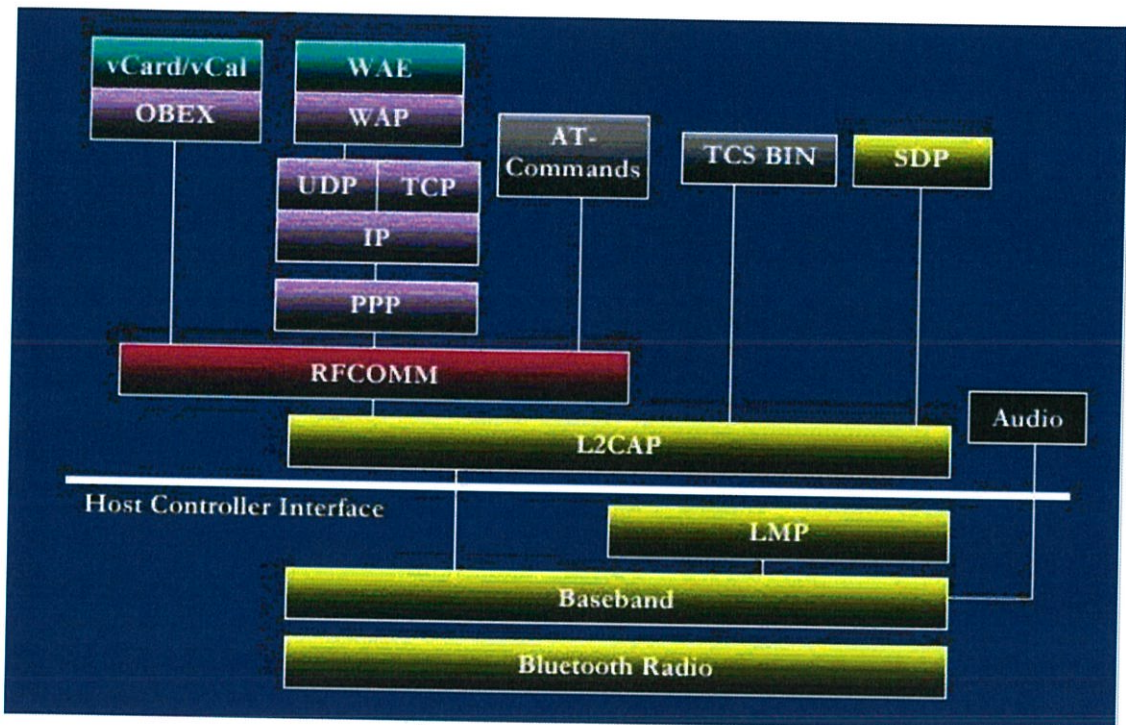 vCard/vCal
OBEX
WAE
WAP
UDP
TCP
IP
PPP
AT-
Commands
TCS BIN
SDP
RFCOMM
L2CAP
Audio
Host Controller Interface
LMP
Baseband
Bluetooth Radio